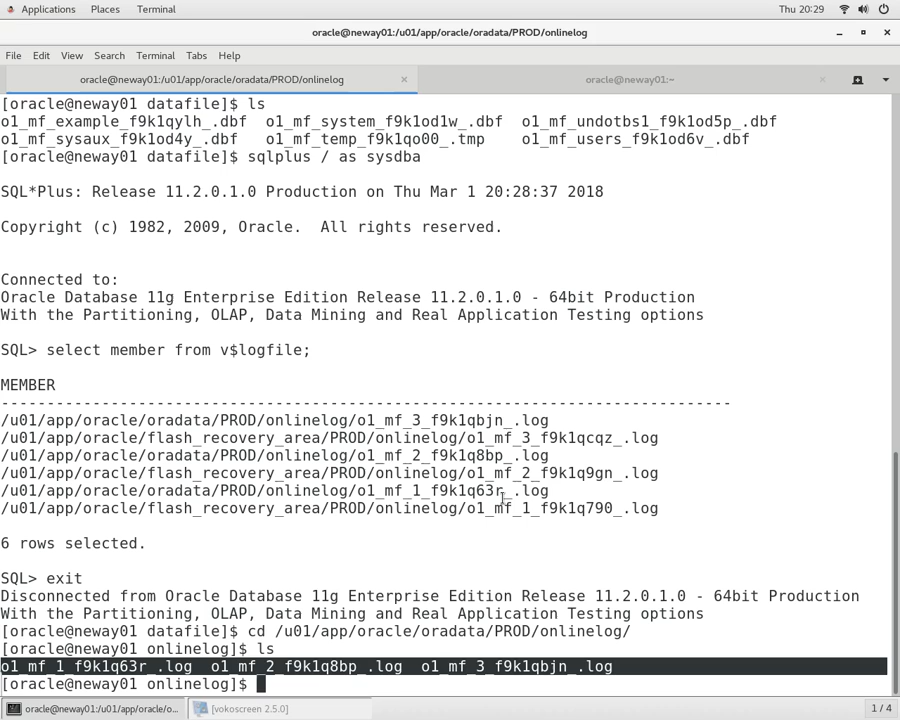 Applications Places Terminal Thu 20:29
oracle@neway01:/u01/app/oracle/oradata/PROD/onlinelog
File Edit View Search Terminal Tabs Help
oracle@neway01:/u01/app/oracle/oradata/PROD/onlinelog × oracle@neway01:~ ×
[oracle@neway01 datafile]$ ls
o1_mf_example_f9k1qylh_.dbf o1_mf_system_f9k1od1w_.dbf o1_mf_undotbs1_f9k1od5p_.dbf
o1_mf_sysaux_f9k1od4y_.dbf o1_mf_temp_f9k1qo00_.tmp o1_mf_users_f9k1od6v_.dbf
[oracle@neway01 datafile]$ sqlplus / as sysdba
SQL*Plus: Release 11.2.0.1.0 Production on Thu Mar 1 20:28:37 2018
Copyright (c) 1982, 2009, Oracle. All rights reserved.
Connected to:
Oracle Database 11g Enterprise Edition Release 11.2.0.1.0 - 64bit Production
With the Partitioning, OLAP, Data Mining and Real Application Testing options
SQL> select member from v$logfile;
MEMBER
--------------------------------------------------------------------------------
/u01/app/oracle/oradata/PROD/onlinelog/o1_mf_3_f9k1qbjn_.log
/u01/app/oracle/flash_recovery_area/PROD/onlinelog/o1_mf_3_f9k1qcqz_.log
/u01/app/oracle/oradata/PROD/onlinelog/o1_mf_2_f9k1q8bp_.log
/u01/app/oracle/flash_recovery_area/PROD/onlinelog/o1_mf_2_f9k1q9gn_.log
/u01/app/oracle/oradata/PROD/onlinelog/o1_mf_1_f9k1q63r_.log
/u01/app/oracle/flash_recovery_area/PROD/onlinelog/o1_mf_1_f9k1q790_.log
6 rows selected.
SQL> exit
Disconnected from Oracle Database 11g Enterprise Edition Release 11.2.0.1.0 - 64bit Production
With the Partitioning, OLAP, Data Mining and Real Application Testing options
[oracle@neway01 datafile]$ cd /u01/app/oracle/oradata/PROD/onlinelog/
[oracle@neway01 onlinelog]$ ls
o1_mf_1_f9k1q63r_.log o1_mf_2_f9k1q8bp_.log o1_mf_3_f9k1qbjn_.log
[oracle@neway01 onlinelog]$
oracle@neway01:/u01/app/oracle/o... [vokoscreen 2.5.0] 1 / 4